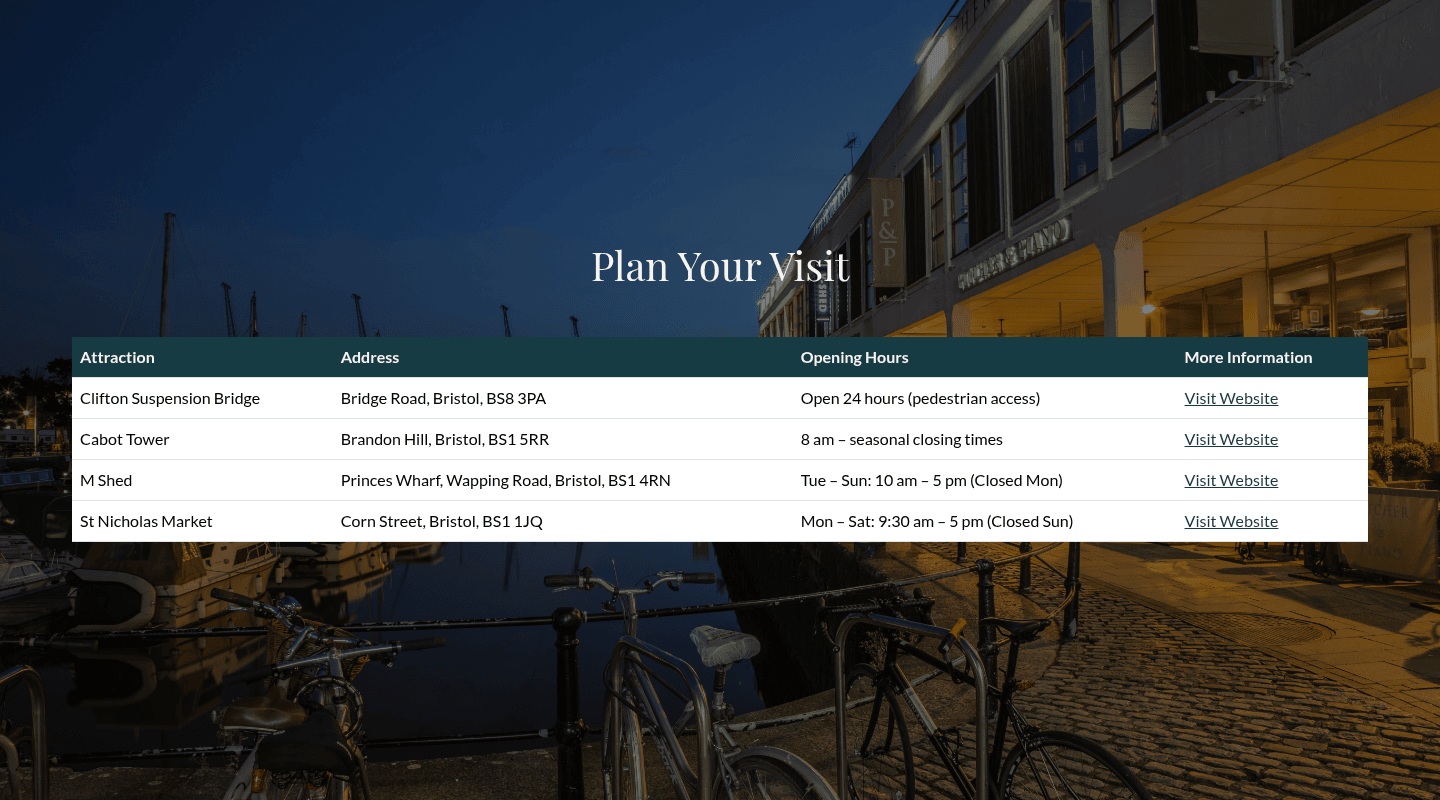 P
&
P
Plan Your Visit
Attraction Address Opening Hours More Information
Clifton Suspension Bridge Bridge Road, Bristol, BS8 3PA Open 24 hours (pedestrian access) Visit Website
Cabot Tower Brandon Hill, Bristol, BS1 5RR 8 am – seasonal closing times Visit Website
M Shed Princes Wharf, Wapping Road, Bristol, BS1 4RN Tue – Sun: 10 am – 5 pm (Closed Mon) Visit Website
St Nicholas Market Corn Street, Bristol, BS1 1JQ Mon – Sat: 9:30 am – 5 pm (Closed Sun) Visit Website